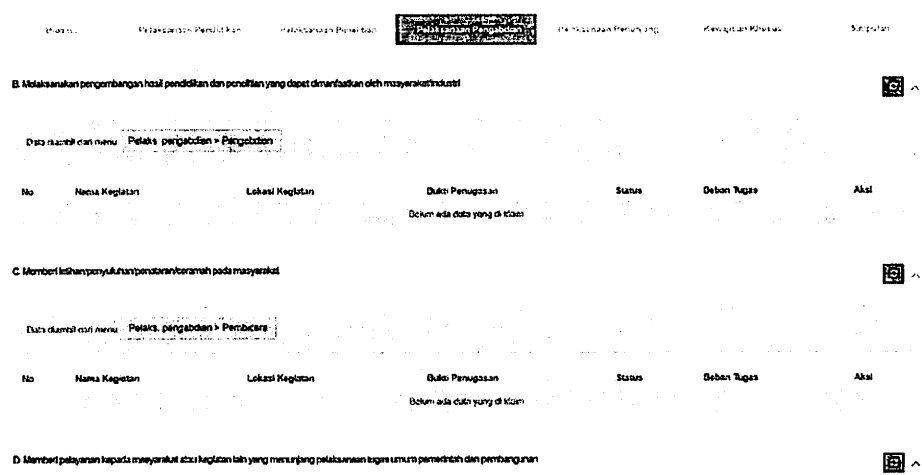 Pelaksanaan Pendidikan Pelaksanaan Penelitian Pelaksanaan Pengabdian Pelaksanaan Penunjang Kewajiban Khusus Simpulan
B. Melaksanakan pengembangan hasil pendidikan dan penelitian yang dapat dimanfaatkan oleh masyarakat/industri
Data diambil dari menu Pelaks. pengabdian > Pengabdian
No Nama Kegiatan Lokasi Kegiatan Bukti Penugasan Status Beban Tugas Aksi
Belum ada data yang di klaim
C. Memberi latihan/penyuluhan/penataran/ceramah pada masyarakat
Data diambil dari menu Pelaks. pengabdian > Pembicara
No Nama Kegiatan Lokasi Kegiatan Bukti Penugasan Status Beban Tugas Aksi
Belum ada data yang di klaim
D. Memberi pelayanan kepada masyarakat atau kegiatan lain yang menunjang pelaksanaan tugas umum pemerintah dan pembangunan